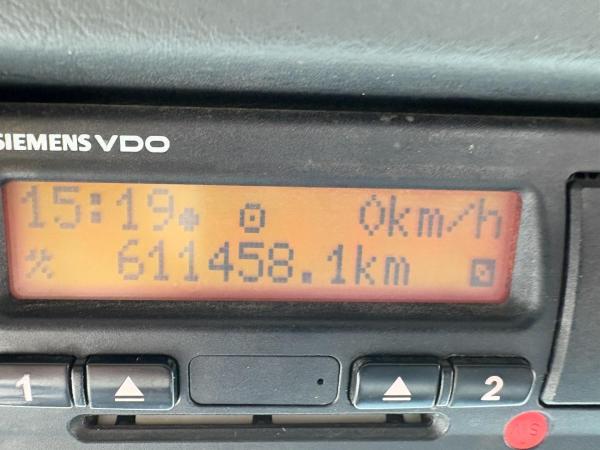 SIEMENS VDO
15:19 0km/h
611458.1km
1 2